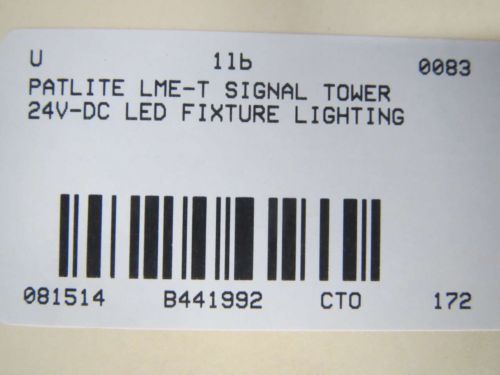 U 1lb 0083
PATLITE LME-T SIGNAL TOWER
24V-DC LED FIXTURE LIGHTING
081514 B441992 CTO 172